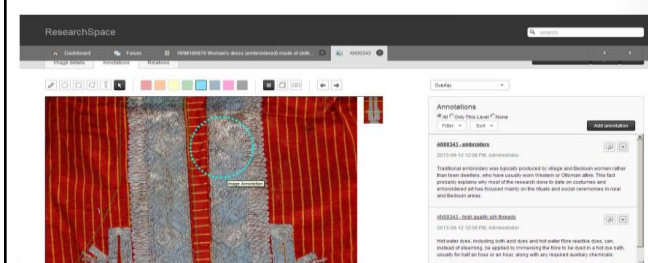 ResearchSpace
search
Dashboard
Forum
Woman's dress (embroidered) made of cloth..
AN00343
Image details
Annotations
Relations
Overlay
Annotations
All Only This Level None
Filter
Sort
Add annotation
AN00343 - embroidery
2013-09-12 12:00 PM, Administrator
Traditional embroidery was typically produced by village and Bedouin women rather
than town dwellers, who have usually worn Western or Ottoman attire. This fact
probably explains why most of the research done to date on costumes and
embroidered art has focused mainly on the rituals and social ceremonies in rural
and Bedouin areas.
AN00343 - high quality silk threads
2013-09-12 12:05 PM, Administrator
Hot water dyes, including both acid dyes and hot water fibre reactive dyes, can,
instead of steaming, be applied by immersing the fibre to be dyed in a hot dye bath,
usually for half an hour or an hour, along with any required auxiliary chemicals.
Image Annotation